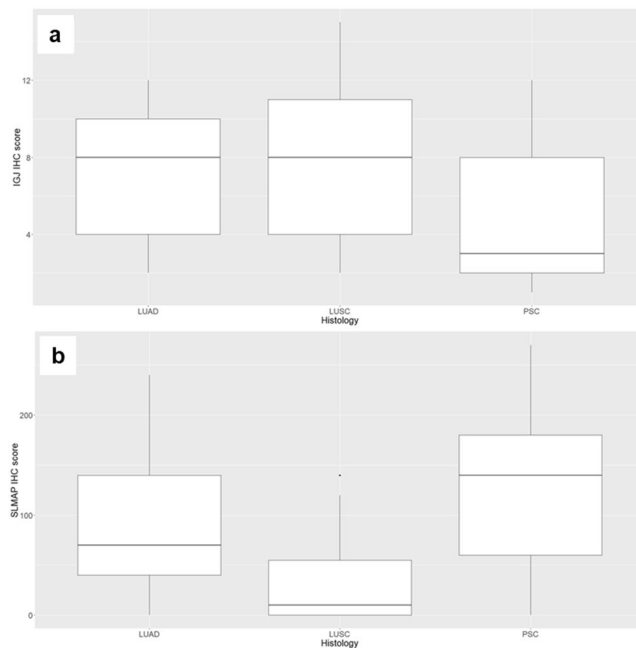 a
IGJ IHC score
12
8
4
LUAD LUSC PSC
Histology
b
SLMAP IHC score
200
100
0
LUAD LUSC PSC
Histology